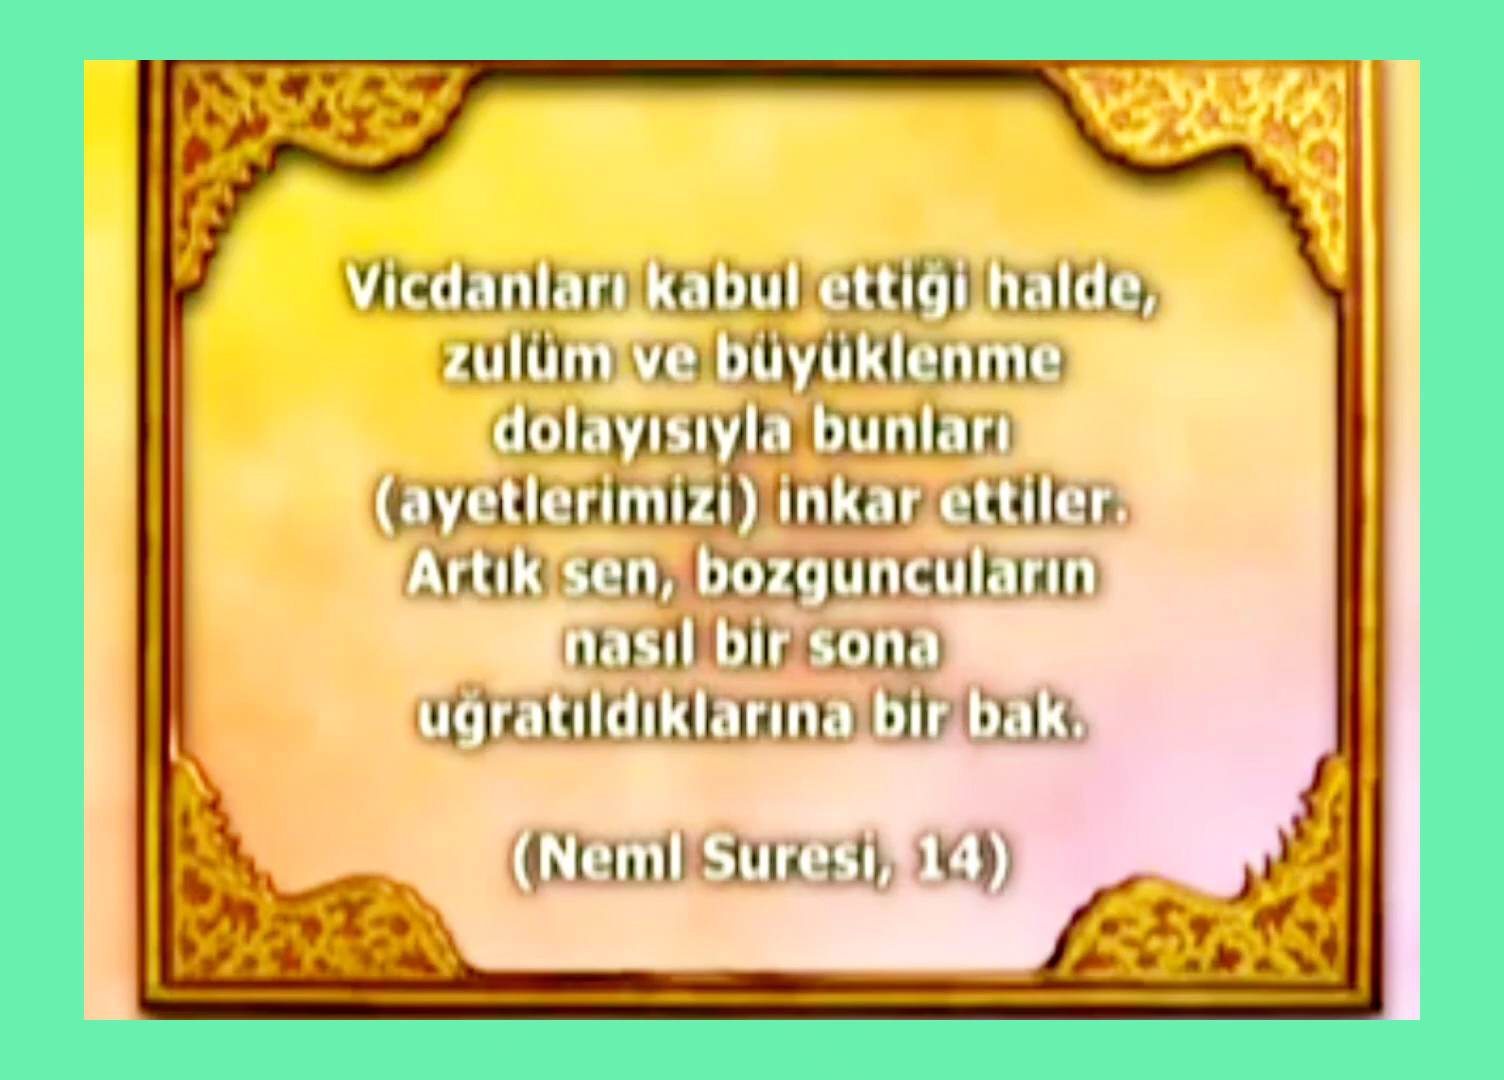 Vicdanları kabul ettiği halde,
zulüm ve büyüklenme
dolayısıyla bunları
(ayetlerimizi) inkar ettiler.
Artık sen, bozguncuların
nasıl bir sona
uğratıldıklarına bir bak.
(Neml Suresi, 14)